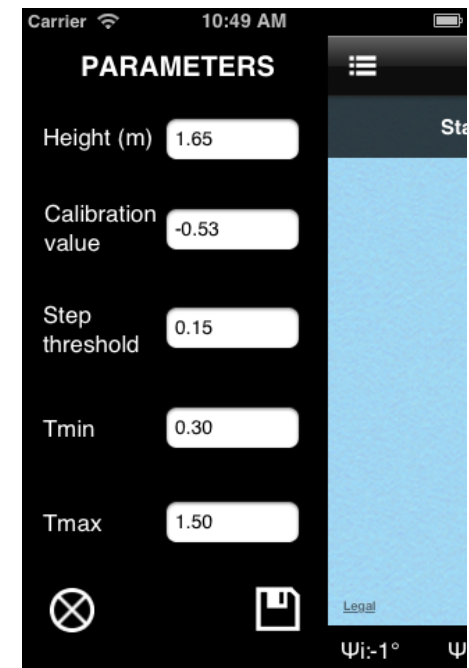 Carrier 10:49 AM
PARAMETERS
Height (m) 1.65
Calibration
value -0.53
Step
threshold 0.15
Tmin 0.30
Tmax 1.50
Sta
Legal
Ψi:-1° Ψ